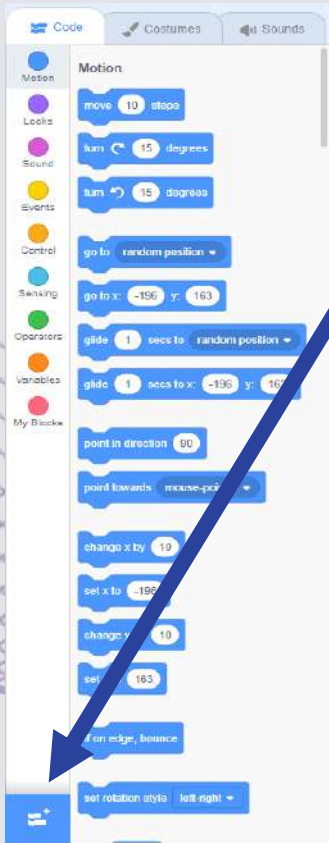 Code Costumes Sounds
Motion
Looks
Sound
Events
Control
Sensing
Operators
Variables
My Blocks
Motion
move 10 steps
turn 15 degrees
turn 15 degrees
go to random position
go to x: -196 y: 163
glide 1 secs to random position
glide 1 secs to x: -196 y:
point in direction 90
point towards
change x by 10
set x to -196
change 10
set 163
on edge, bounce
set rotation style left-right